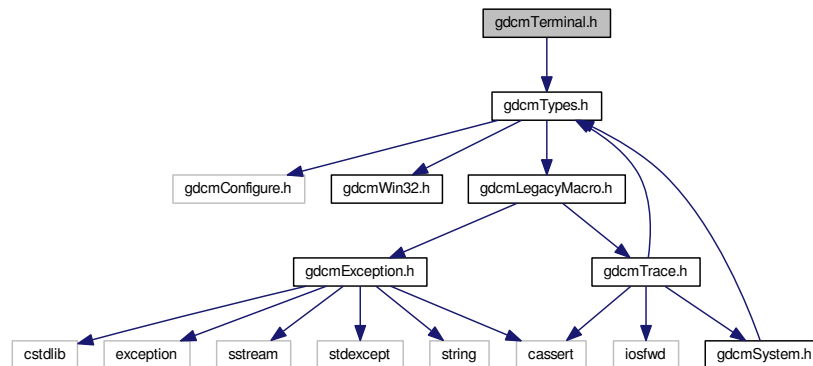 gdcmTerminal.h
gdcmTypes.h
gdcmConfigure.h
gdcmWin32.h
gdcmLegacyMacro.h
gdcmException.h
gdcmTrace.h
cstdlib
exception
sstream
stdexcept
string
cassert
iosfwd
gdcmSystem.h